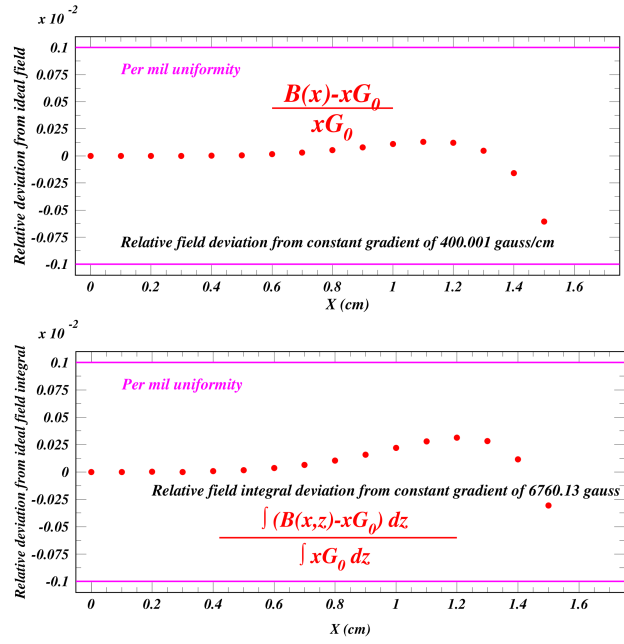 x 10 -2
Relative deviation from ideal field
0.1
0.075
0.05
0.025
0
-0.025
-0.05
-0.075
-0.1
Per mil uniformity
B(x)-xG0
xG0
Relative field deviation from constant gradient of 400.001 gauss/cm
0 0.2 0.4 0.6 0.8 1 1.2 1.4 1.6
X (cm)
x 10 -2
Relative deviation from ideal field integral
0.1
0.075
0.05
0.025
0
-0.025
-0.05
-0.075
-0.1
Per mil uniformity
Relative field integral deviation from constant gradient of 6760.13 gauss
∫ (B(x,z)-xG0) dz
∫ xG0 dz
0 0.2 0.4 0.6 0.8 1 1.2 1.4 1.6
X (cm)